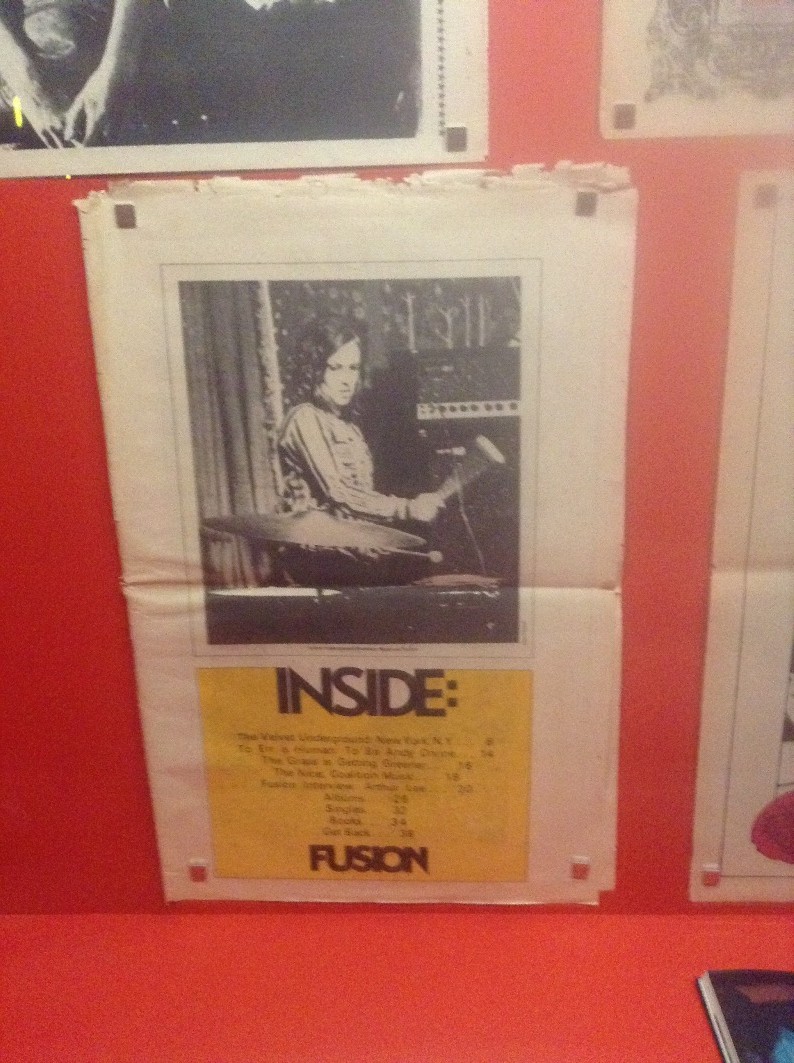 INSIDE:
The Velvet Underground: New York, N.Y. 6
To Err is Human: To Be Andy Divine... 14
The Grass is Getting Greener... 16
The Nice, Coalition Music... 18
Fusion Interview: Arthur Lee... 20
Albums 28
Singles 32
Books 34
Get Back 38
FUSION